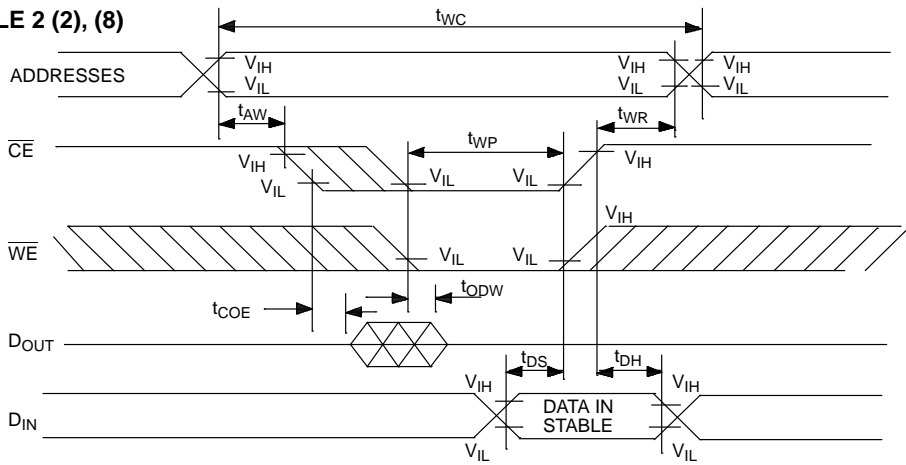 LE 2 (2), (8)
tWC
ADDRESSES
VIH
VIL
VIH
VIL
VIH
tAW
tWR
CE
VIH
VIL
tWP
VIL
VIL
VIH
WE
VIL
VIL
VIH
tCOE
tODW
DOUT
tDS
tDH
DIN
VIH
VIL
DATA IN
STABLE
VIH
VIL